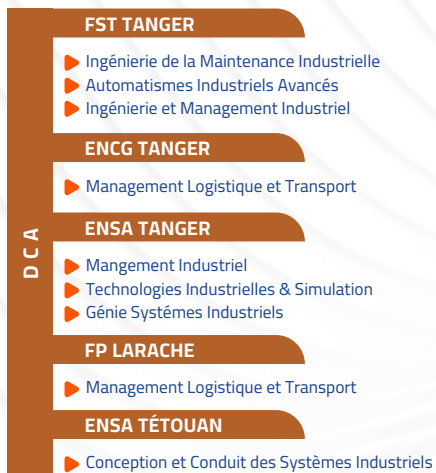 DCA
FST TANGER
Ingénierie de la Maintenance Industrielle
Automatismes Industriels Avancés
Ingénierie et Management Industriel
ENCG TANGER
Management Logistique et Transport
ENSA TANGER
Mangement Industriel
Technologies Industrielles & Simulation
Génie Systémes Industriels
FP LARACHE
Management Logistique et Transport
ENSA TÉTOUAN
Conception et Conduit des Systèmes Industriels